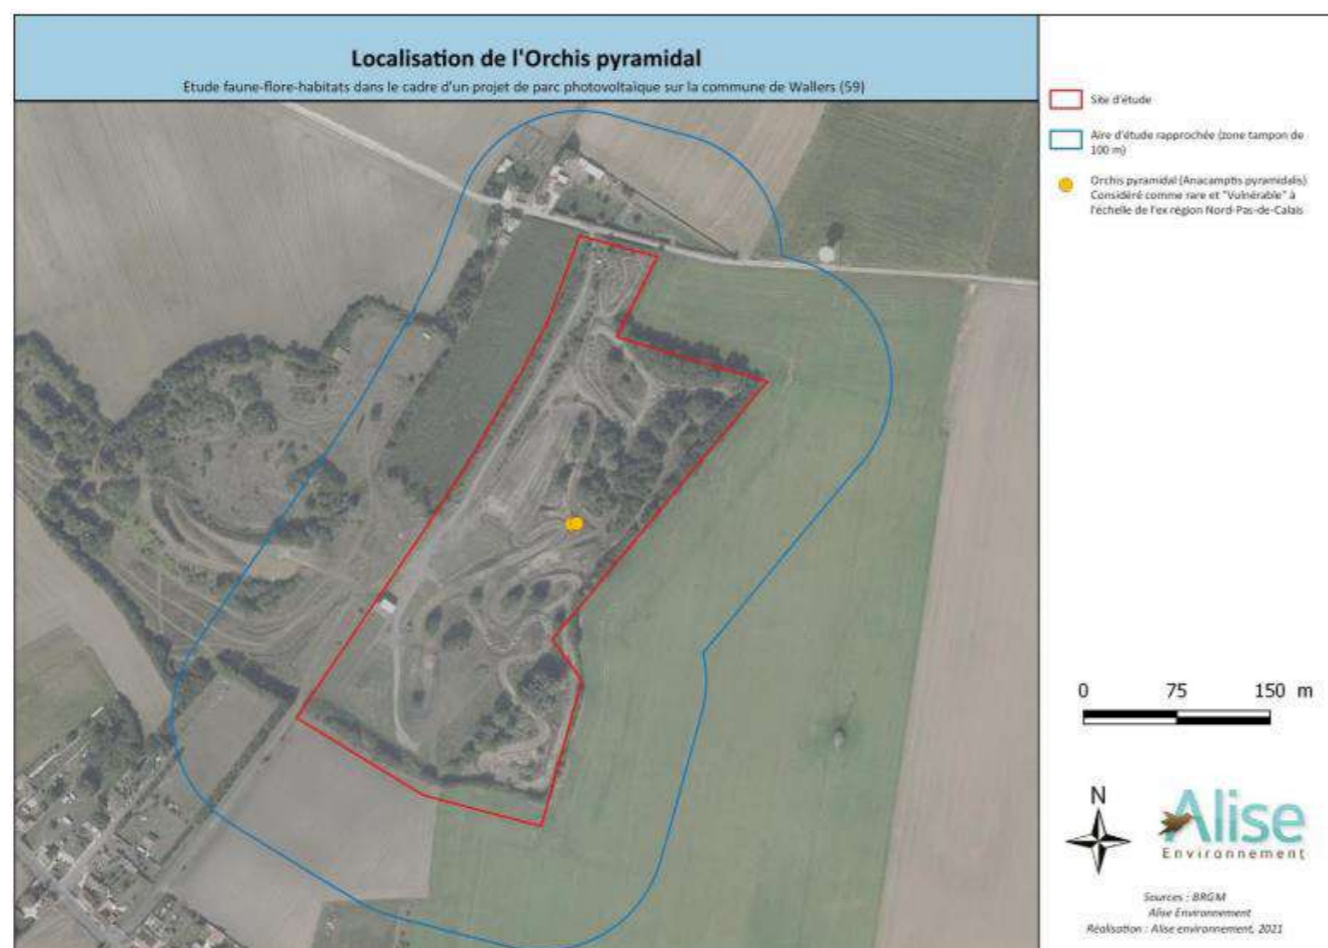 Localisation de l'Orchis pyramidal
Etude faune-flore-habitats dans le cadre d'un projet de parc photovoltaïque sur la commune de Wallers (59)
Site d'étude
Aire d'étude rapprochée (zone tampon de
100 m)
Orchis pyramidal (Anacamptis pyramidalis)
Considéré comme rare et "Vulnérable" à
l'échelle de l'ex région Nord-Pas-de-Calais
0 75 150 m
N
Alise
Environnement
Sources : BRGM
Alise Environnement
Réalisation : Alise environnement, 2021